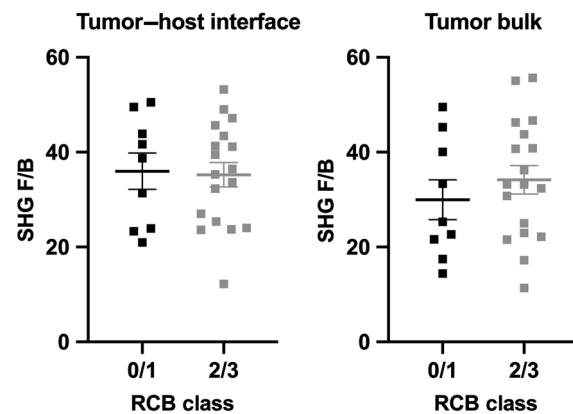 Tumor–host interface
SHG F/B
60
40
20
0
0/1
2/3
RCB class
Tumor bulk
SHG F/B
60
40
20
0
0/1
2/3
RCB class